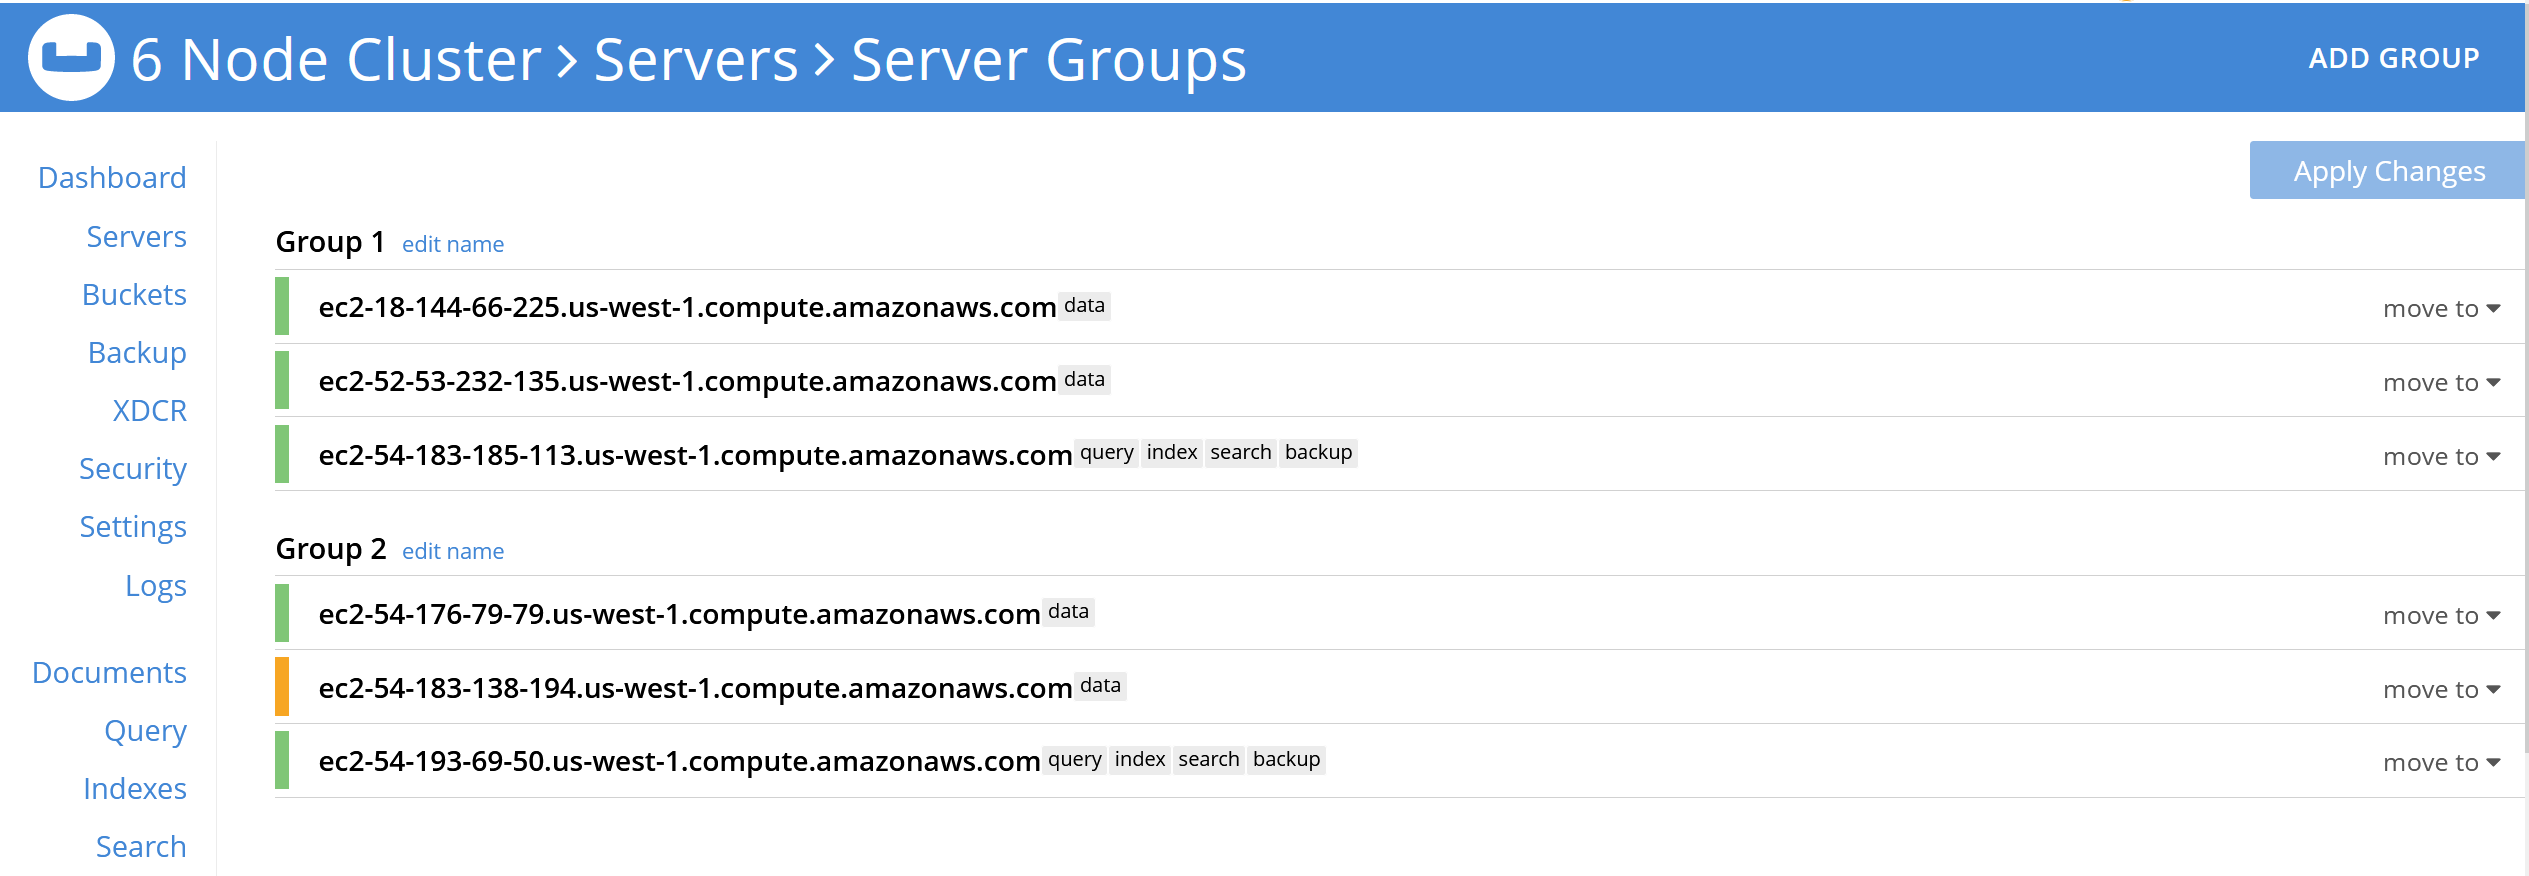 6 Node Cluster > Servers > Server Groups
ADD GROUP
Dashboard
Servers
Buckets
Backup
XDCR
Security
Settings
Logs
Documents
Query
Indexes
Search
Apply Changes
Group 1 edit name
ec2-18-144-66-225.us-west-1.compute.amazonaws.com data move to
ec2-52-53-232-135.us-west-1.compute.amazonaws.com data move to
ec2-54-183-185-113.us-west-1.compute.amazonaws.com query index search backup move to
Group 2 edit name
ec2-54-176-79-79.us-west-1.compute.amazonaws.com data move to
ec2-54-183-138-194.us-west-1.compute.amazonaws.com data move to
ec2-54-193-69-50.us-west-1.compute.amazonaws.com query index search backup move to